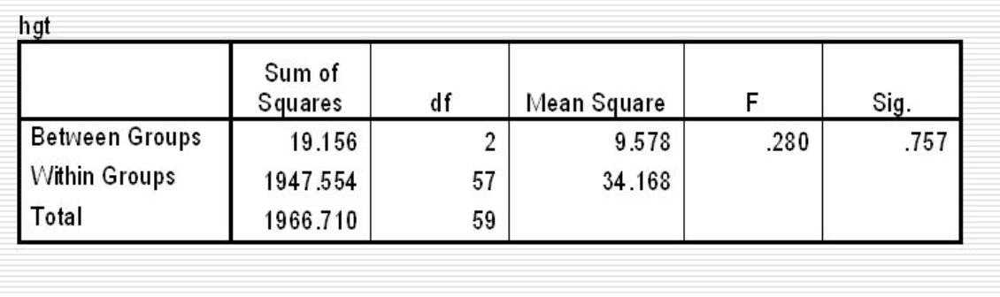 hgt
Sum of
Squares df Mean Square F Sig.
Between Groups 19.156 2 9.578 .280 .757
Within Groups 1947.554 57 34.168
Total 1966.710 59